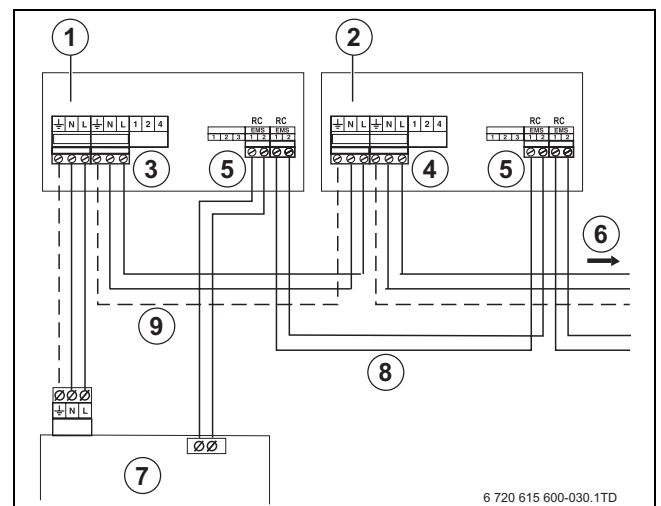 1 2
RC RC RC RC
⏚ N L ⏚ N L 1 2 4 EMS EMS ⏚ N L ⏚ N L 1 2 4 EMS EMS
1 2 3 1 2 1 2 1 2 3 1 2 1 2
3 5 4 5
6
9
8
⏚ N L
7
6 720 615 600-030.1TD